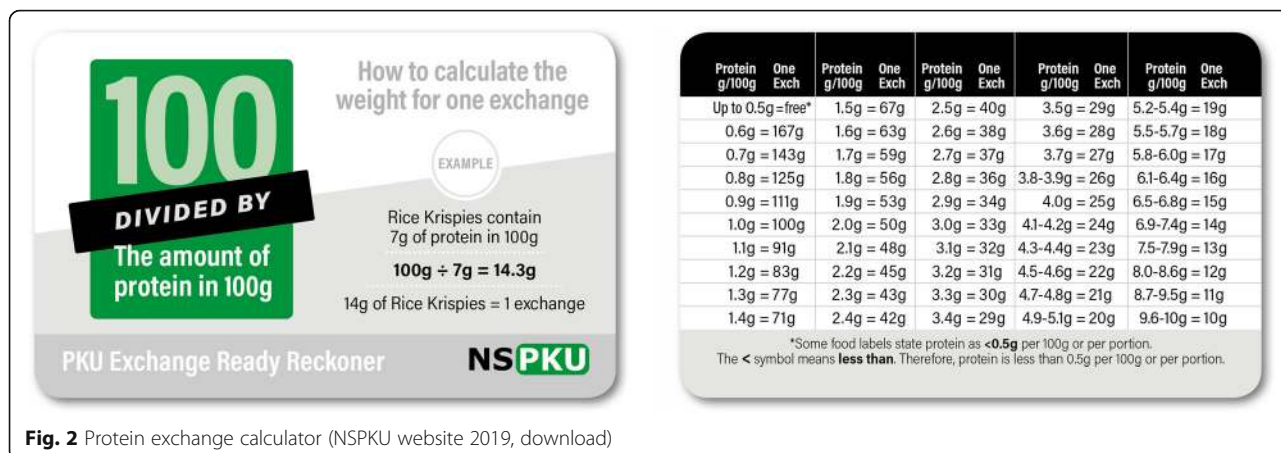 100
DIVIDED BY
The amount of
protein in 100g
How to calculate the
weight for one exchange
EXAMPLE
Rice Krispies contain
7g of protein in 100g
100g ÷ 7g = 14.3g
14g of Rice Krispies = 1 exchange
PKU Exchange Ready Reckoner
NSPKU
Protein g/100g One Exch Protein g/100g One Exch Protein g/100g One Exch Protein g/100g One Exch Protein g/100g One Exch
Up to 0.5g = free* 1.5g = 67g 2.5g = 40g 3.5g = 29g 5.2-5.4g = 19g
0.6g = 167g 1.6g = 63g 2.6g = 38g 3.6g = 28g 5.5-5.7g = 18g
0.7g = 143g 1.7g = 59g 2.7g = 37g 3.7g = 27g 5.8-6.0g = 17g
0.8g = 125g 1.8g = 56g 2.8g = 36g 3.8-3.9g = 26g 6.1-6.4g = 16g
0.9g = 111g 1.9g = 53g 2.9g = 34g 4.0g = 25g 6.5-6.8g = 15g
1.0g = 100g 2.0g = 50g 3.0g = 33g 4.1-4.2g = 24g 6.9-7.4g = 14g
1.1g = 91g 2.1g = 48g 3.1g = 32g 4.3-4.4g = 23g 7.5-7.9g = 13g
1.2g = 83g 2.2g = 45g 3.2g = 31g 4.5-4.6g = 22g 8.0-8.6g = 12g
1.3g = 77g 2.3g = 43g 3.3g = 30g 4.7-4.8g = 21g 8.7-9.5g = 11g
1.4g = 71g 2.4g = 42g 3.4g = 29g 4.9-5.1g = 20g 9.6-10g = 10g
*Some food labels state protein as <0.5g per 100g or per portion.
The < symbol means less than. Therefore, protein is less than 0.5g per 100g or per portion.
Fig. 2 Protein exchange calculator (NSPKU website 2019, download)